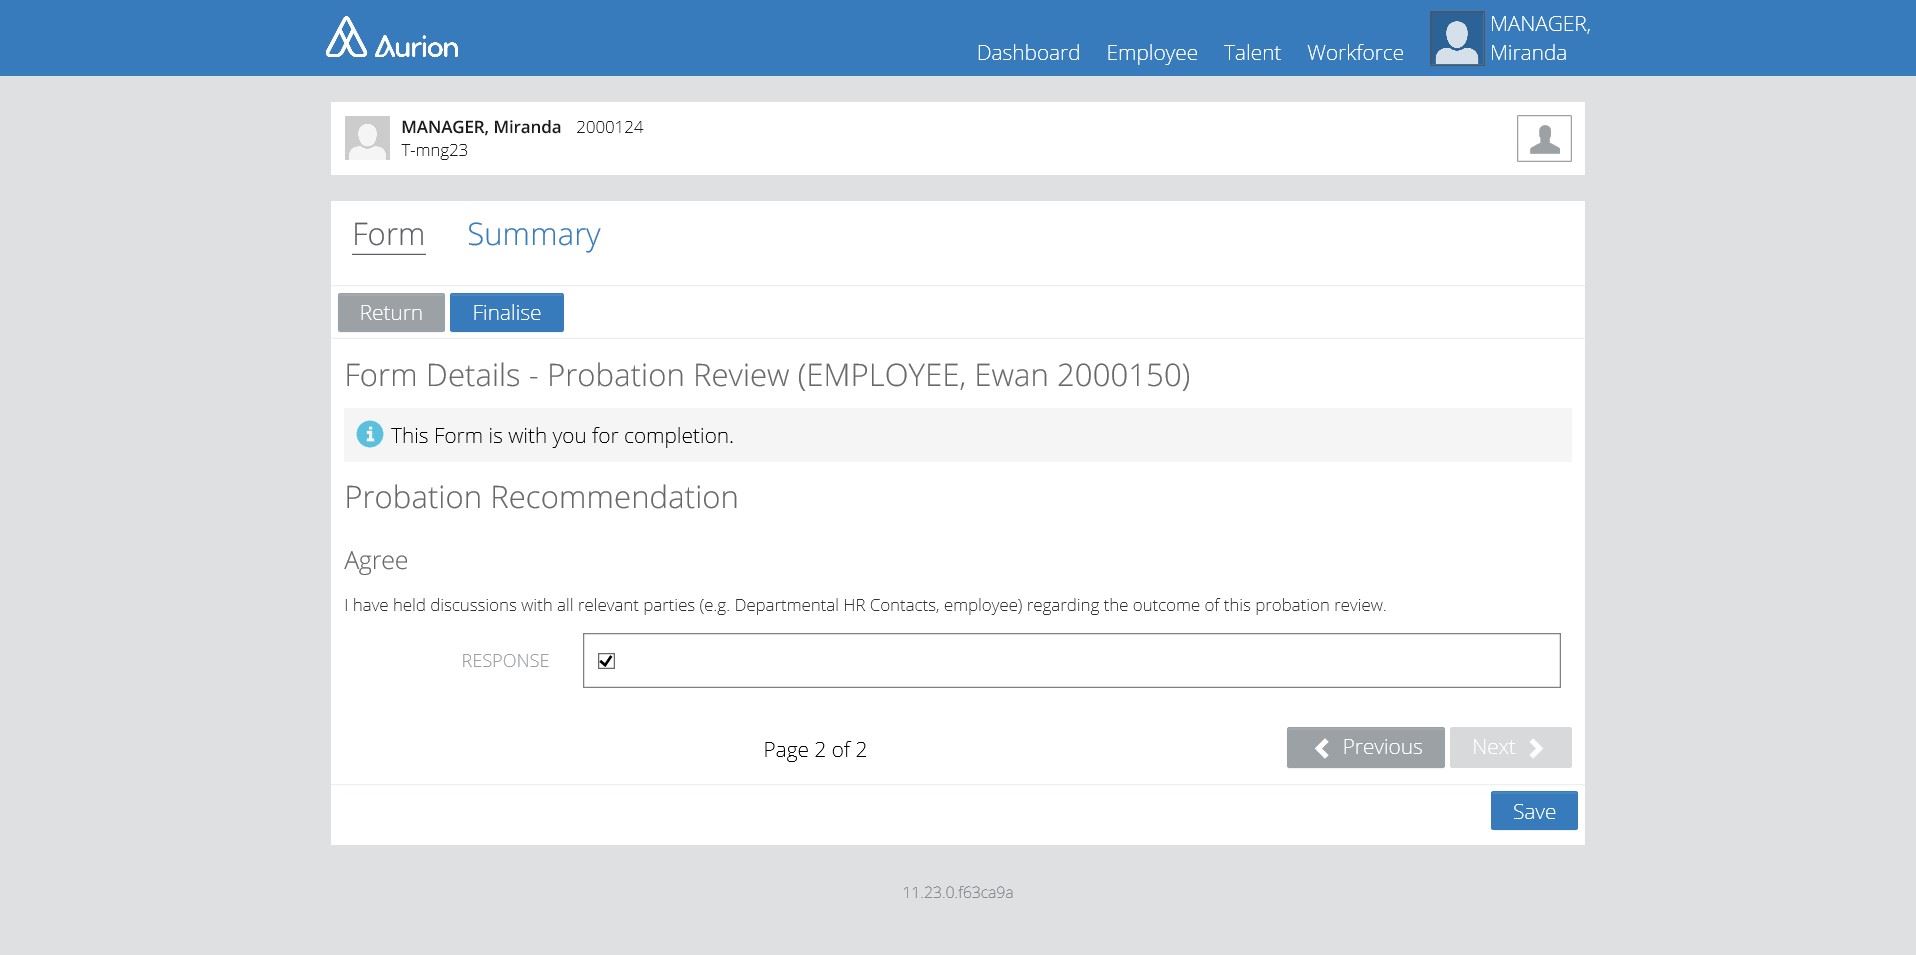 Aurion
Dashboard Employee Talent Workforce MANAGER,
Miranda
MANAGER, Miranda 2000124
T-mng23
Form Summary
Return Finalise
Form Details - Probation Review (EMPLOYEE, Ewan 2000150)
This Form is with you for completion.
Probation Recommendation
Agree
I have held discussions with all relevant parties (e.g. Departmental HR Contacts, employee) regarding the outcome of this probation review.
RESPONSE
Page 2 of 2 Previous Next
Save
11.23.0.f63ca9a